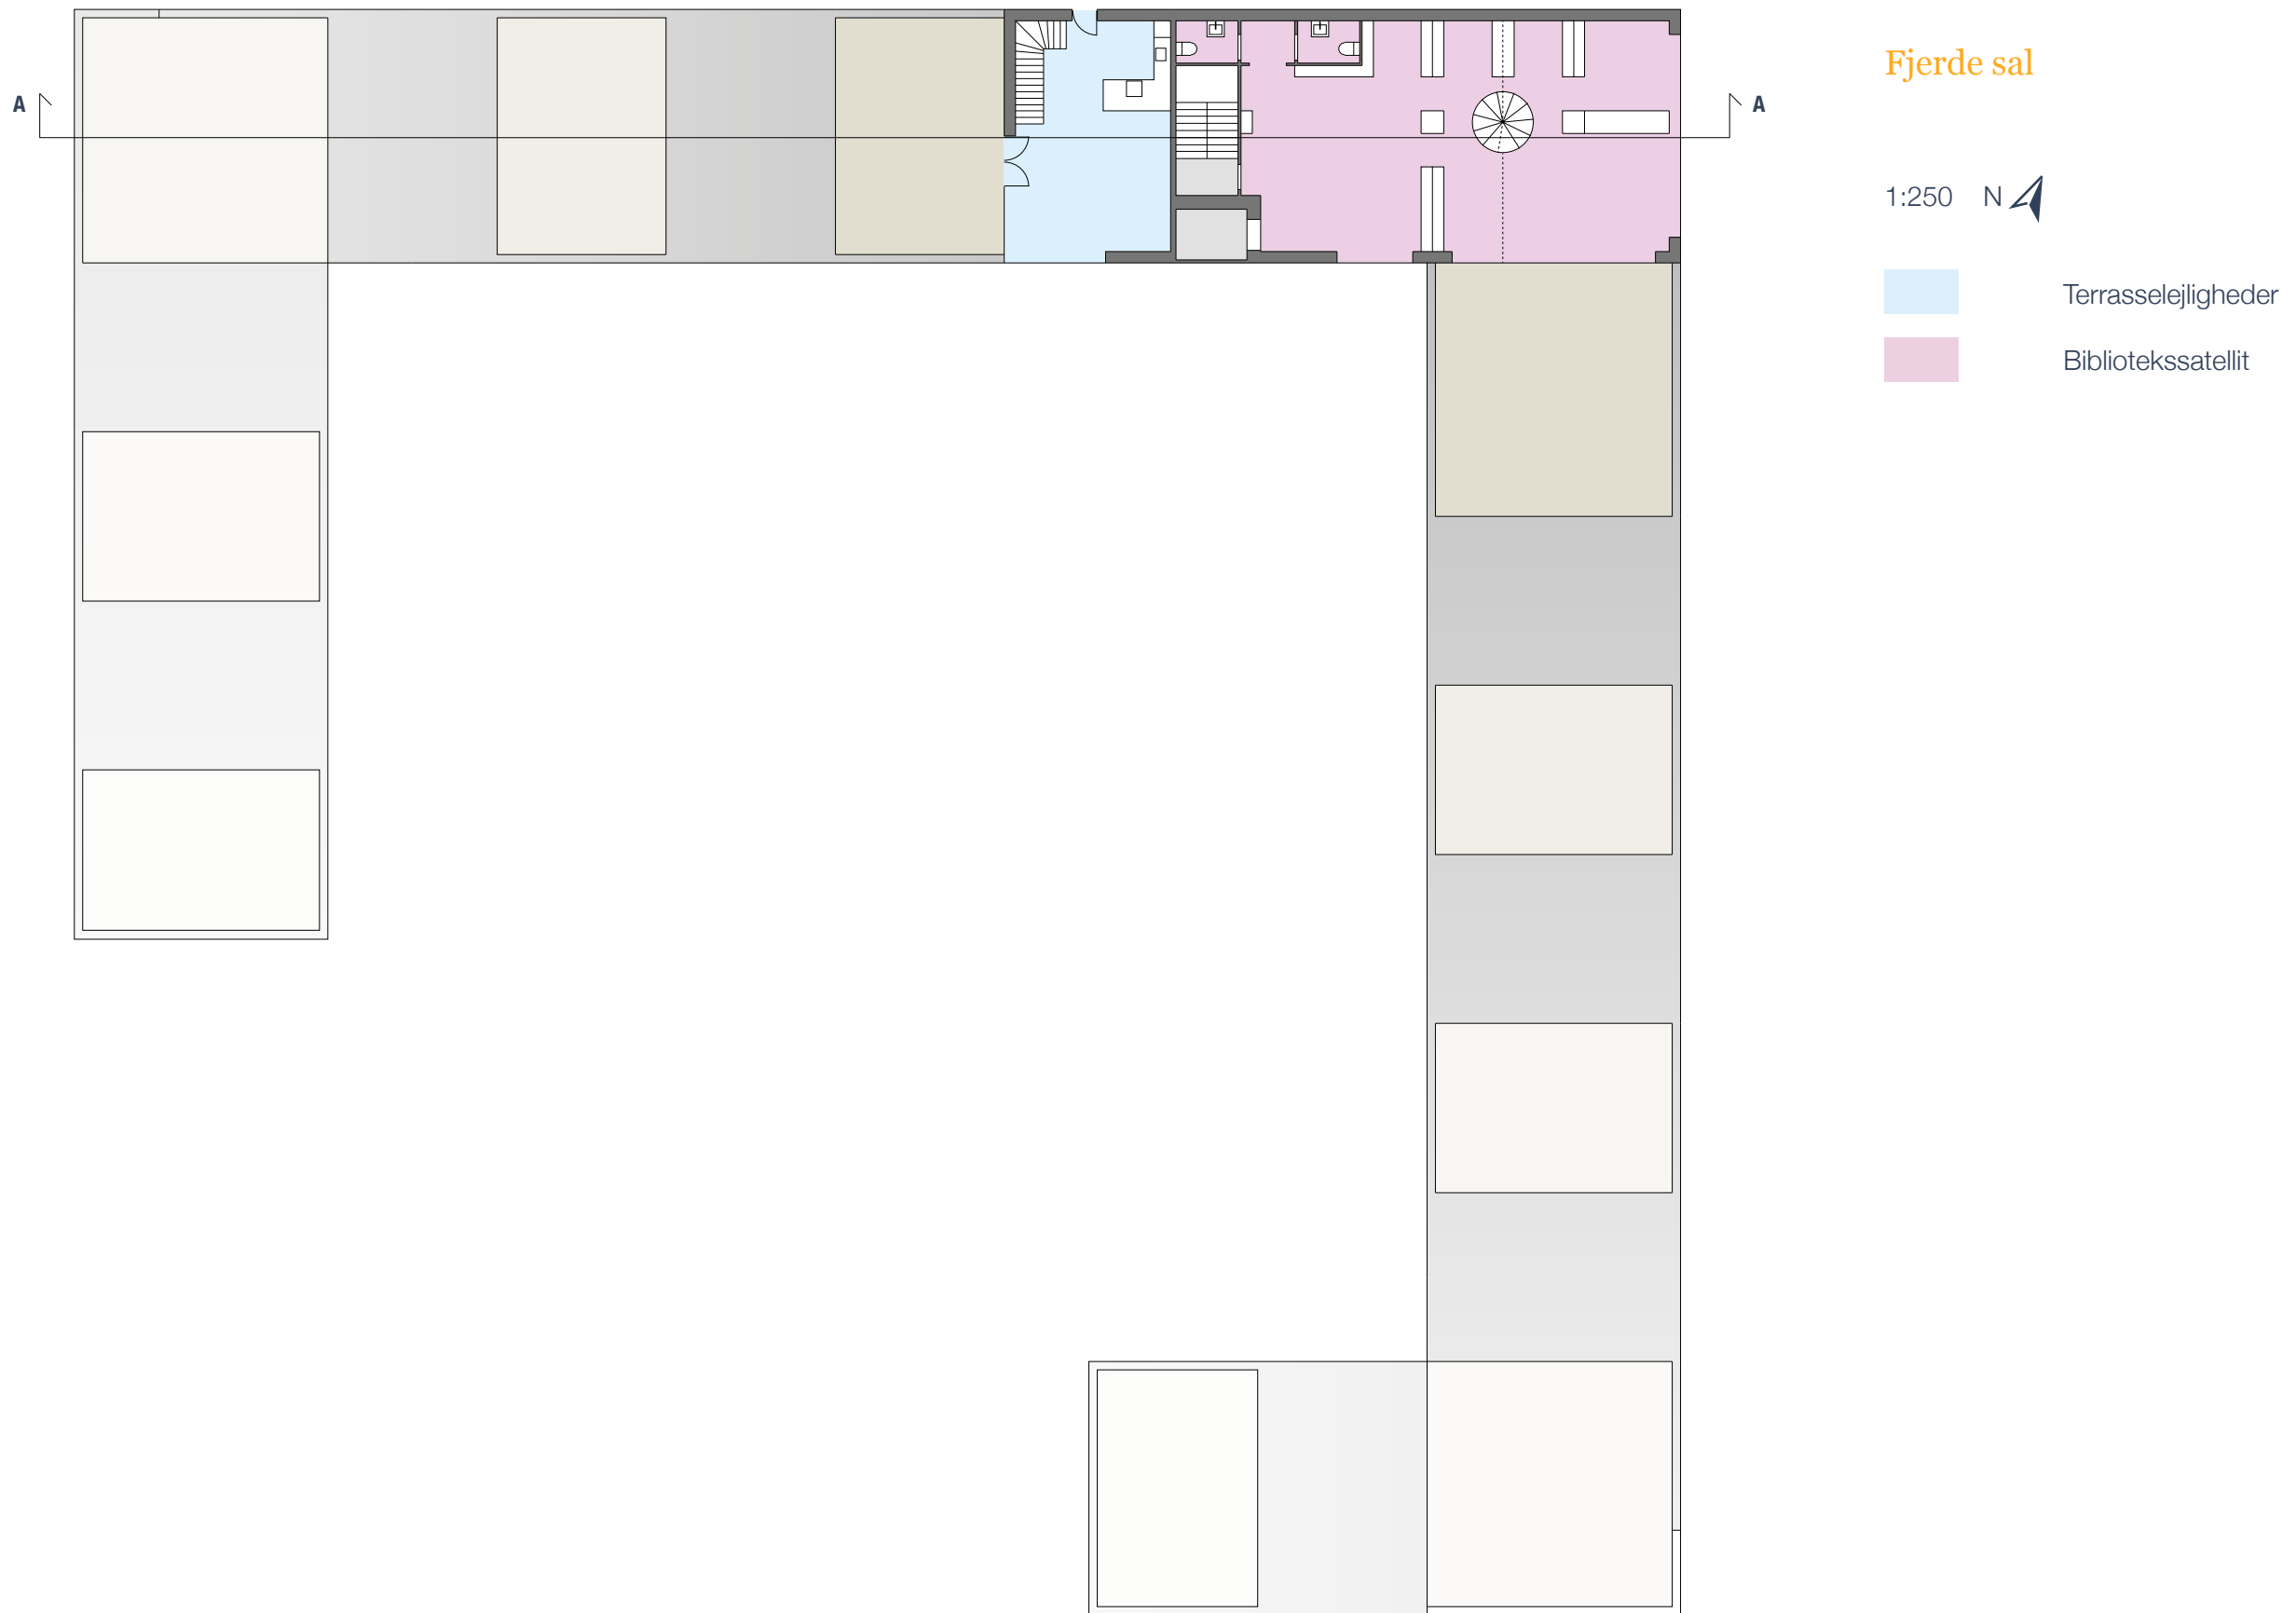 Fjerde sal
A
A
1:250 N
Terrasselejligheder
Bibliotekssatellit